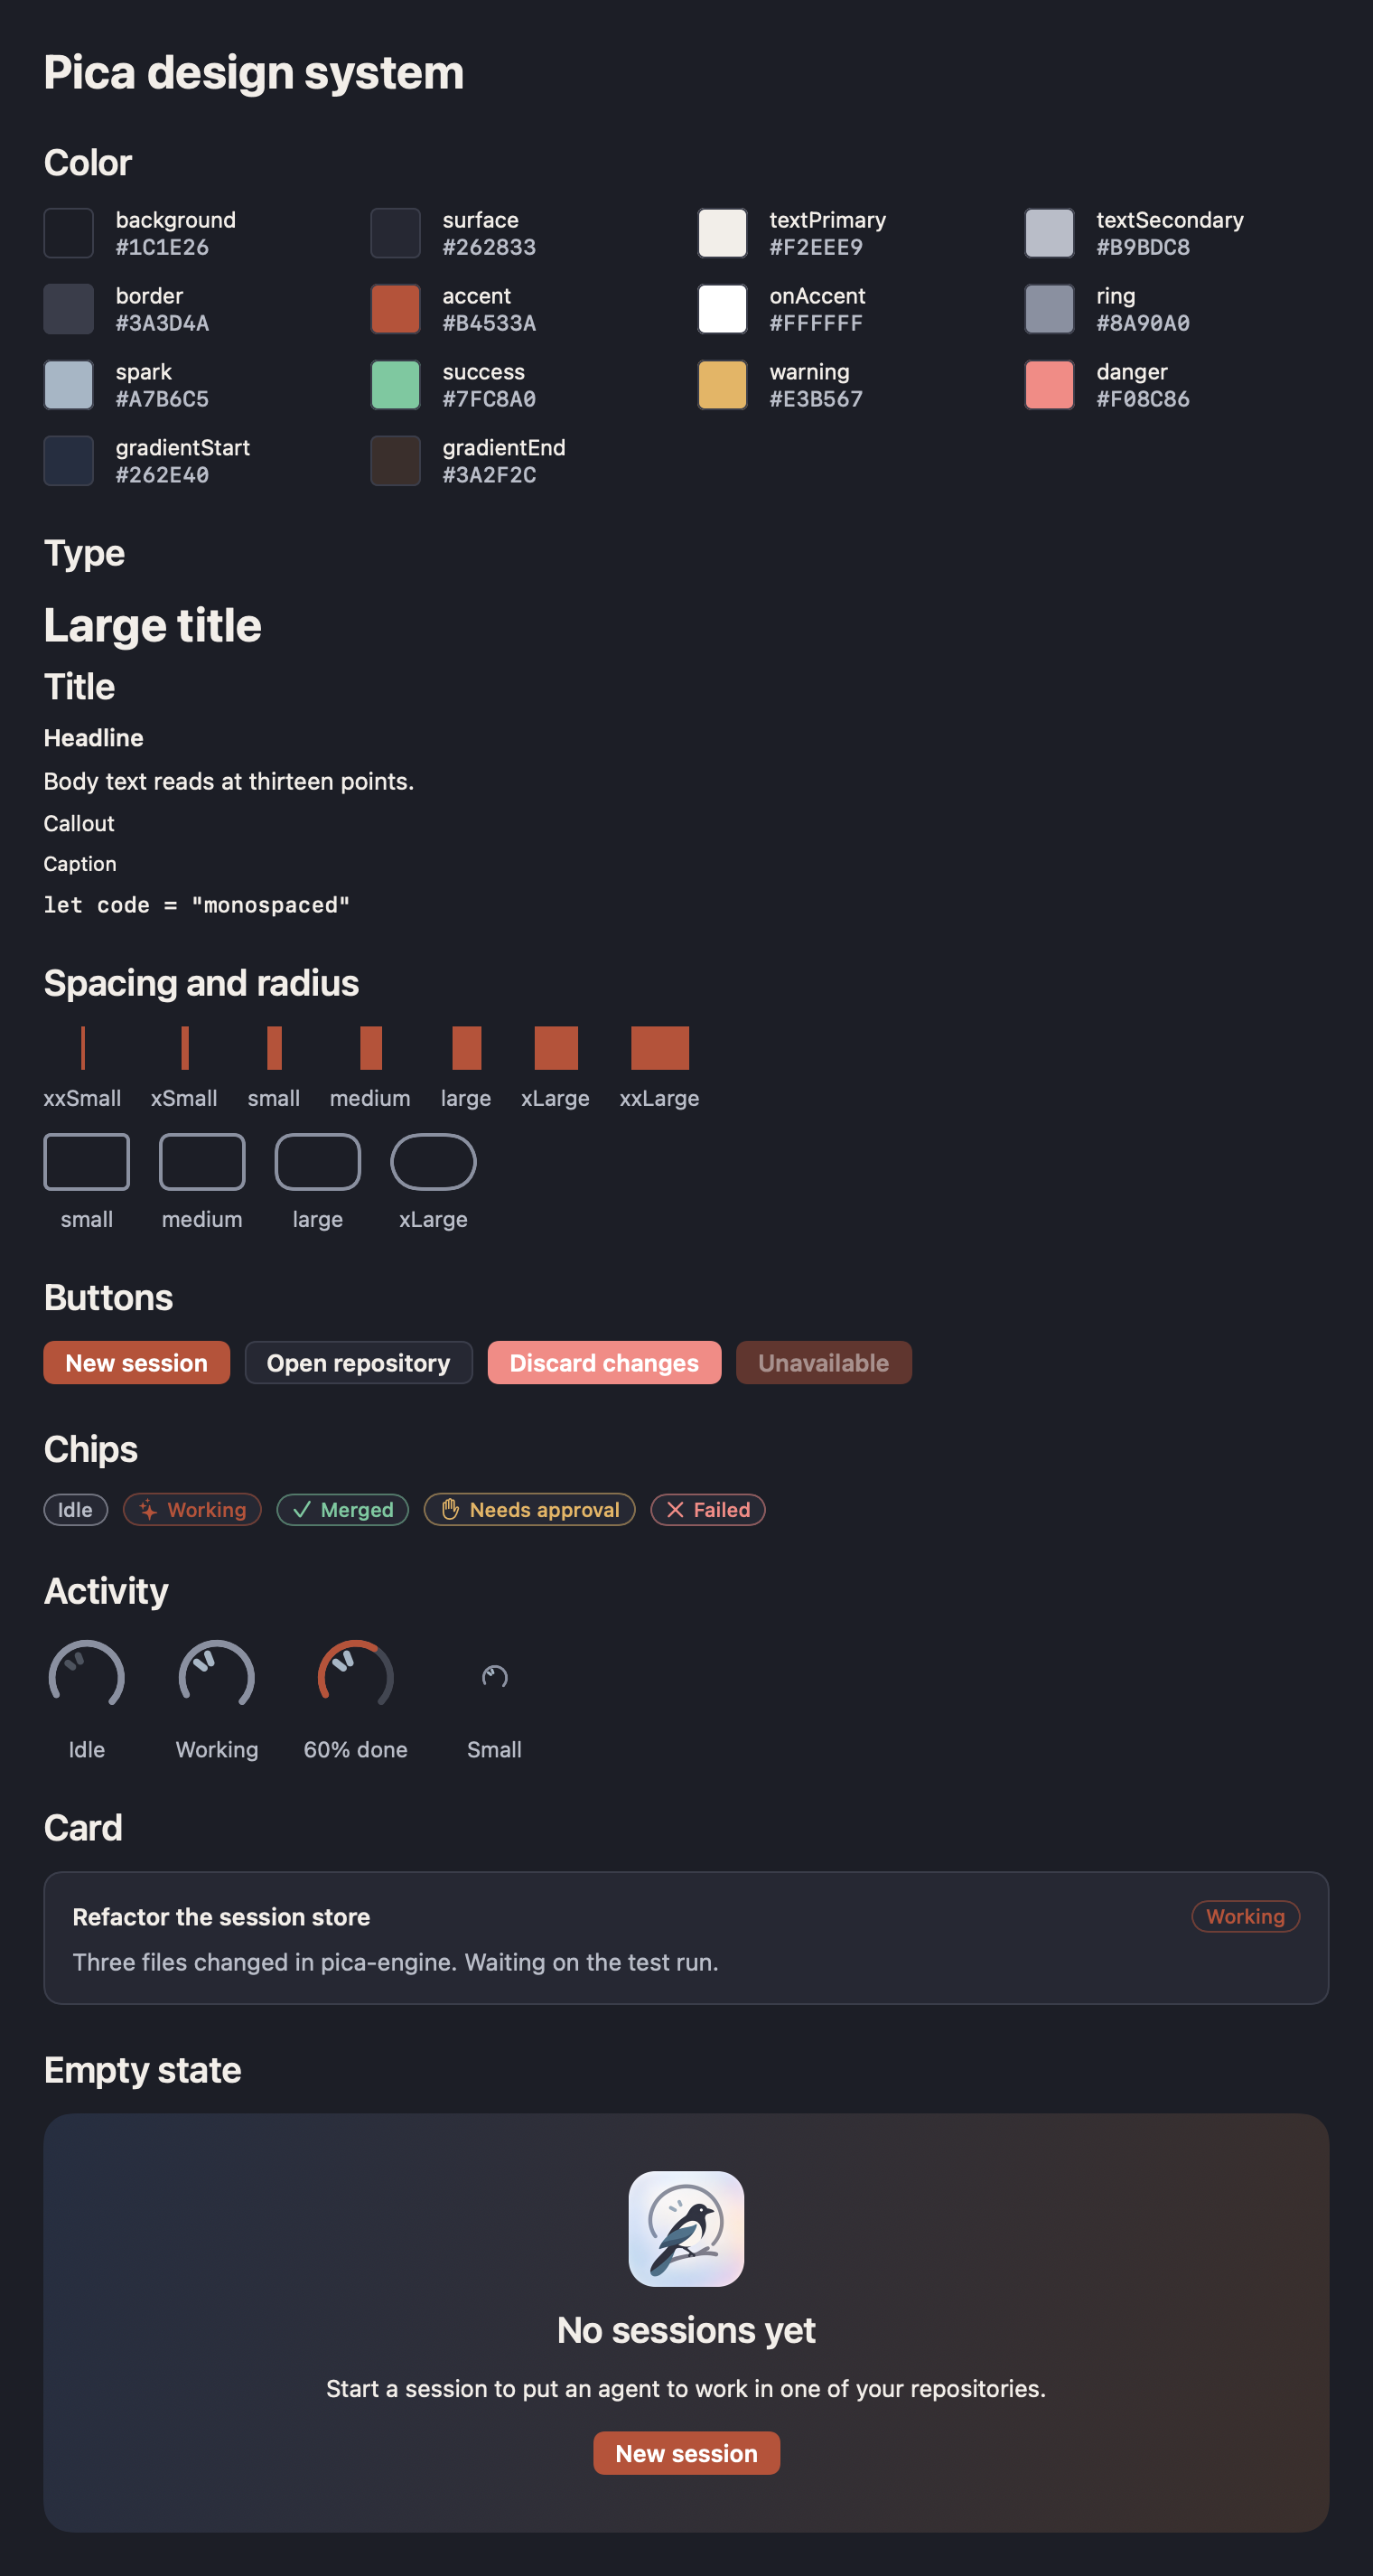 Pica design system
Color
background
#1C1E26
surface
#262833
textPrimary
#F2EEE9
textSecondary
#B9BDC8
border
#3A3D4A
accent
#B4533A
onAccent
#FFFFFF
ring
#8A90A0
spark
#A7B6C5
success
#7FC8A0
warning
#E3B567
danger
#F08C86
gradientStart
#262E40
gradientEnd
#3A2F2C
Type
Large title
Title
Headline
Body text reads at thirteen points.
Callout
Caption
let code = "monospaced"
Spacing and radius
xxSmall xSmall small medium large xLarge xxLarge
small medium large xLarge
Buttons
New session Open repository Discard changes Unavailable
Chips
Idle Working Merged Needs approval Failed
Activity
Idle Working 60% done Small
Card
Refactor the session store Working
Three files changed in pica-engine. Waiting on the test run.
Empty state
No sessions yet
Start a session to put an agent to work in one of your repositories.
New session